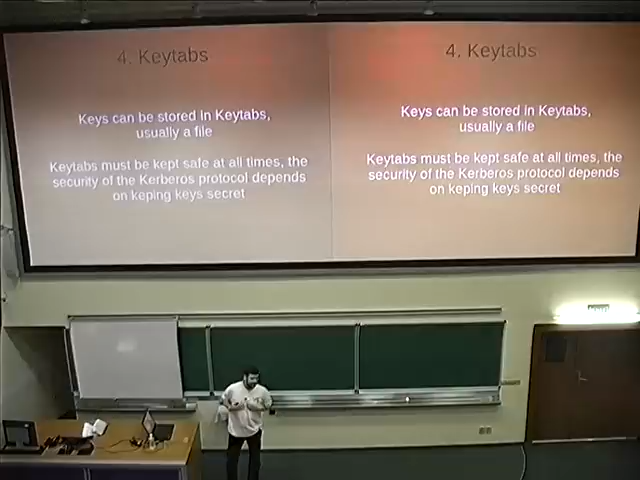 4. Keytabs
Keys can be stored in Keytabs,
usually a file
Keytabs must be kept safe at all times, the
security of the Kerberos protocol depends
on keping keys secret
4. Keytabs
Keys can be stored in Keytabs,
usually a file
Keytabs must be kept safe at all times, the
security of the Kerberos protocol depends
on keping keys secret